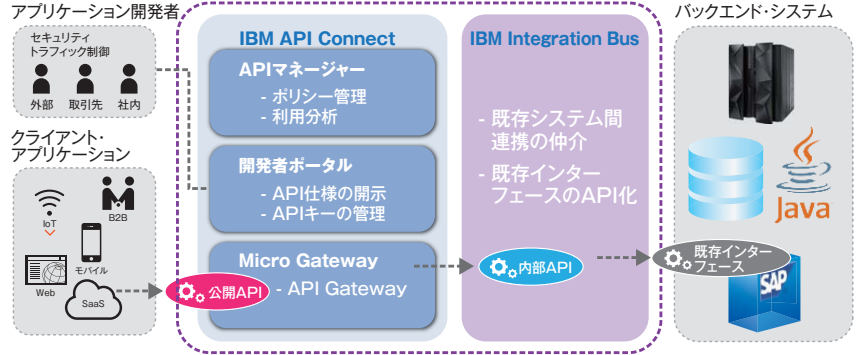 アプリケーション開発者
セキュリティ
トラフィック制御
外部
取引先
社内
クライアント・
アプリケーション
IoT
B2B
モバイル
Web
SaaS
IBM API Connect
APIマネージャー
- ポリシー管理
- 利用分析
開発者ポータル
- API仕様の開示
- APIキーの管理
Micro Gateway
- API Gateway
公開API
IBM Integration Bus
- 既存システム間
連携の仲介
- 既存インター
フェースのAPI化
内部API
バックエンド・システム
Java
既存インター
フェース
SAP